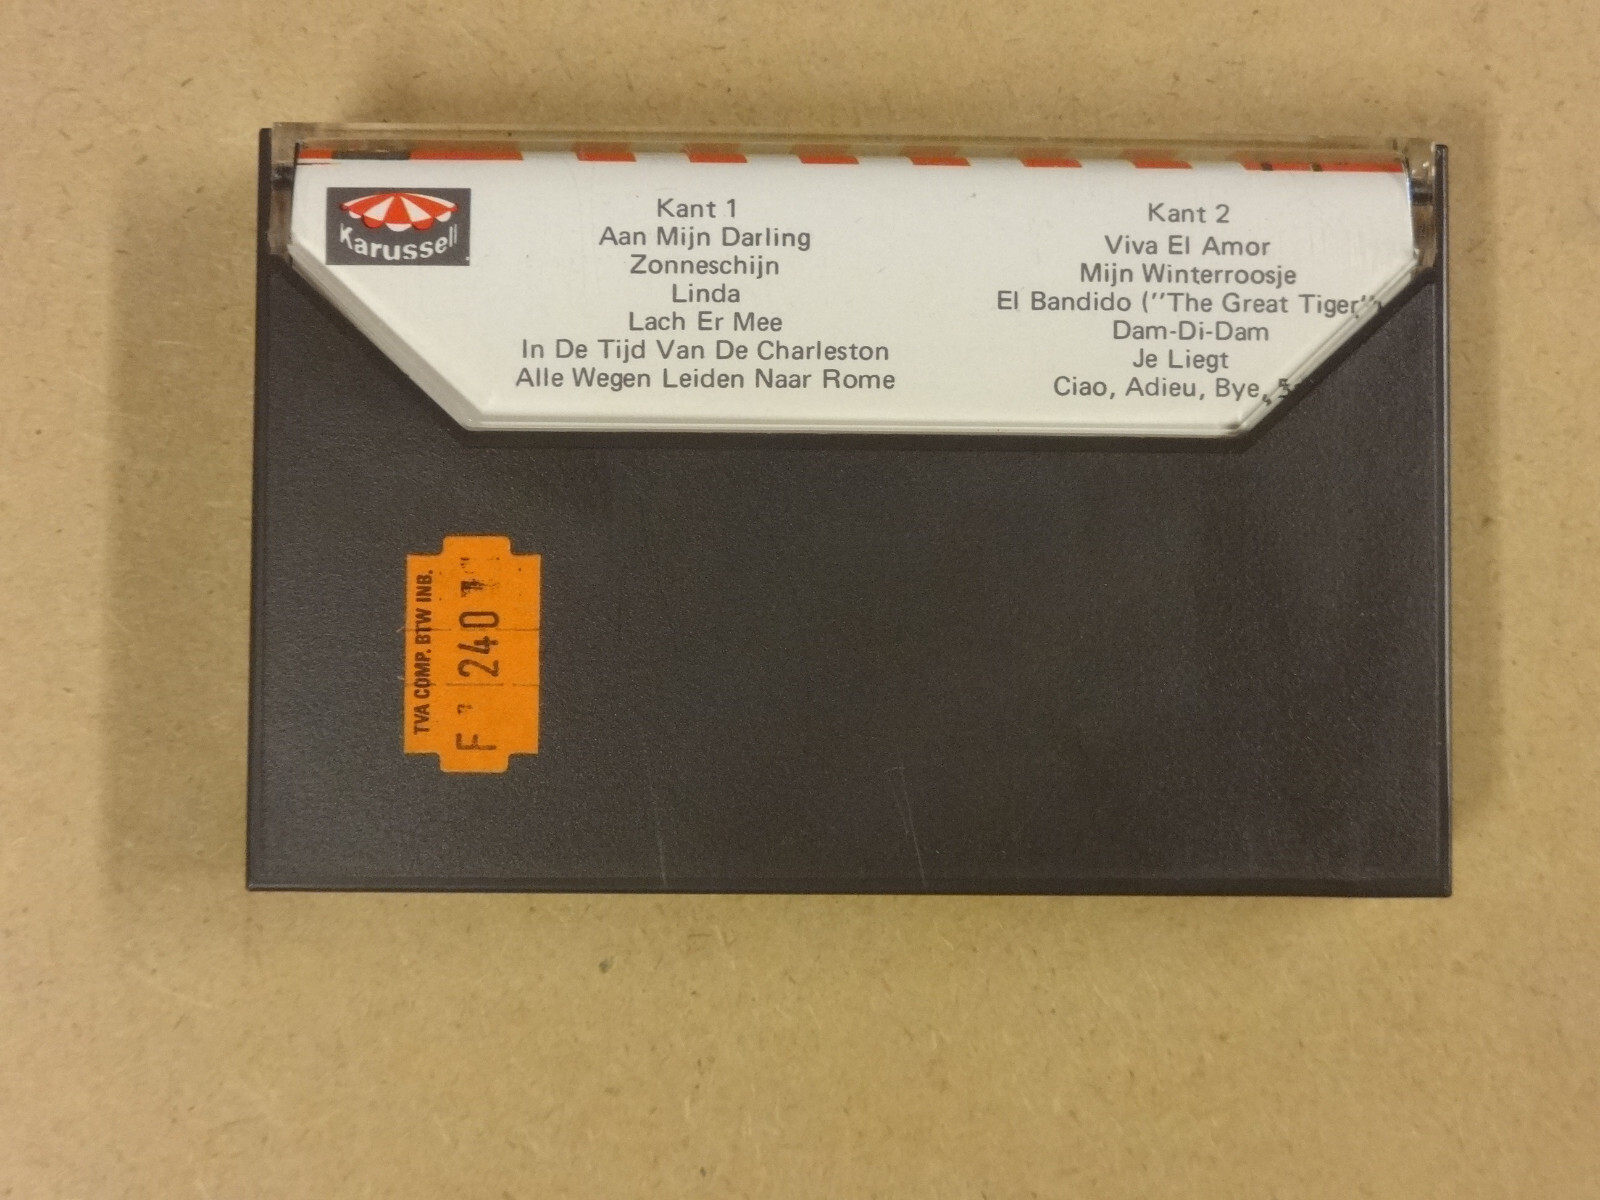 Karussell
Kant 1
Aan Mijn Darling
Zonneschijn
Linda
Lach Er Mee
In De Tijd Van De Charleston
Alle Wegen Leiden Naar Rome
Kant 2
Viva El Amor
Mijn Winterroosje
El Bandido (''The Great Tiger'')
Dam-Di-Dam
Je Liegt
Ciao, Adieu, Bye,
TVA COMP. BTW INB.
F 240